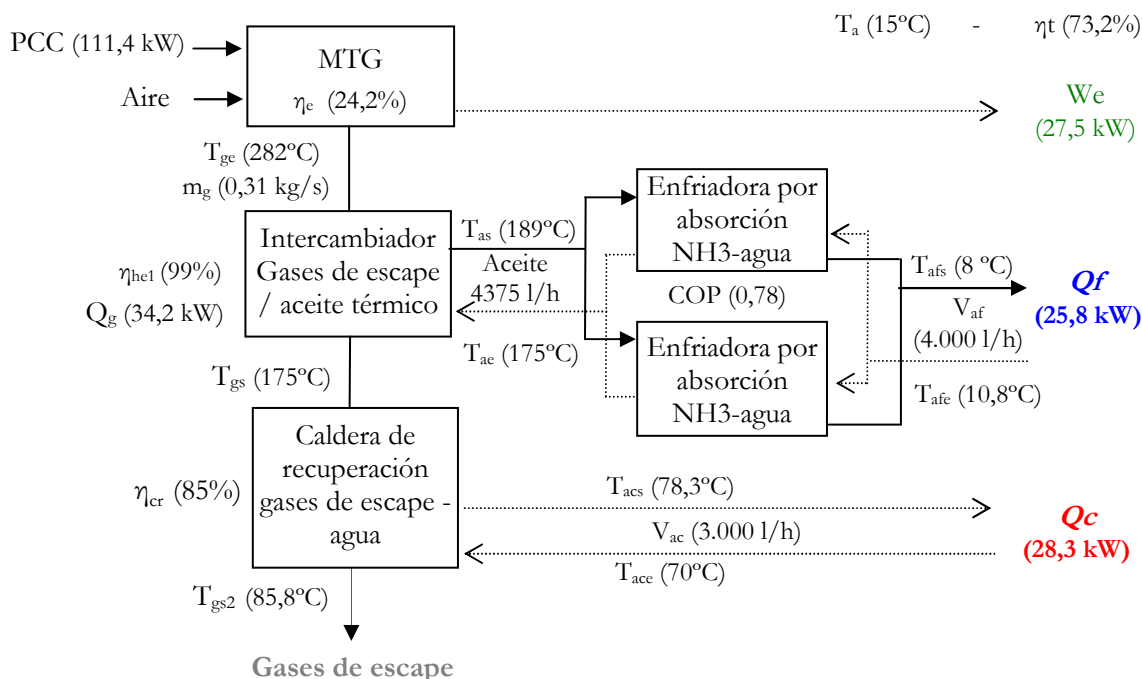 Ta (15ºC) - ηt (73,2%)
PCC (111,4 kW)
MTG
Aire
ηe (24,2%)
We
(27,5 kW)
Tge (282ºC)
mg (0,31 kg/s)
Enfriadora por
absorción
NH3-agua
Tas (189ºC)
Intercambiador
Gases de escape
/ aceite térmico
Aceite
4375 l/h
ηhe1 (99%)
Qg (34,2 kW)
COP (0,78)
Tafs (8 ºC)
Vaf
(4.000 l/h)
Qf
(25,8 kW)
Tae (175ºC)
Enfriadora por
absorción
NH3-agua
Tafe (10,8ºC)
Tgs (175ºC)
Caldera de
recuperación
gases de escape -
agua
ηcr (85%)
Tacs (78,3ºC)
Vac (3.000 l/h)
Tace (70ºC)
Qc
(28,3 kW)
Tgs2 (85,8ºC)
Gases de escape